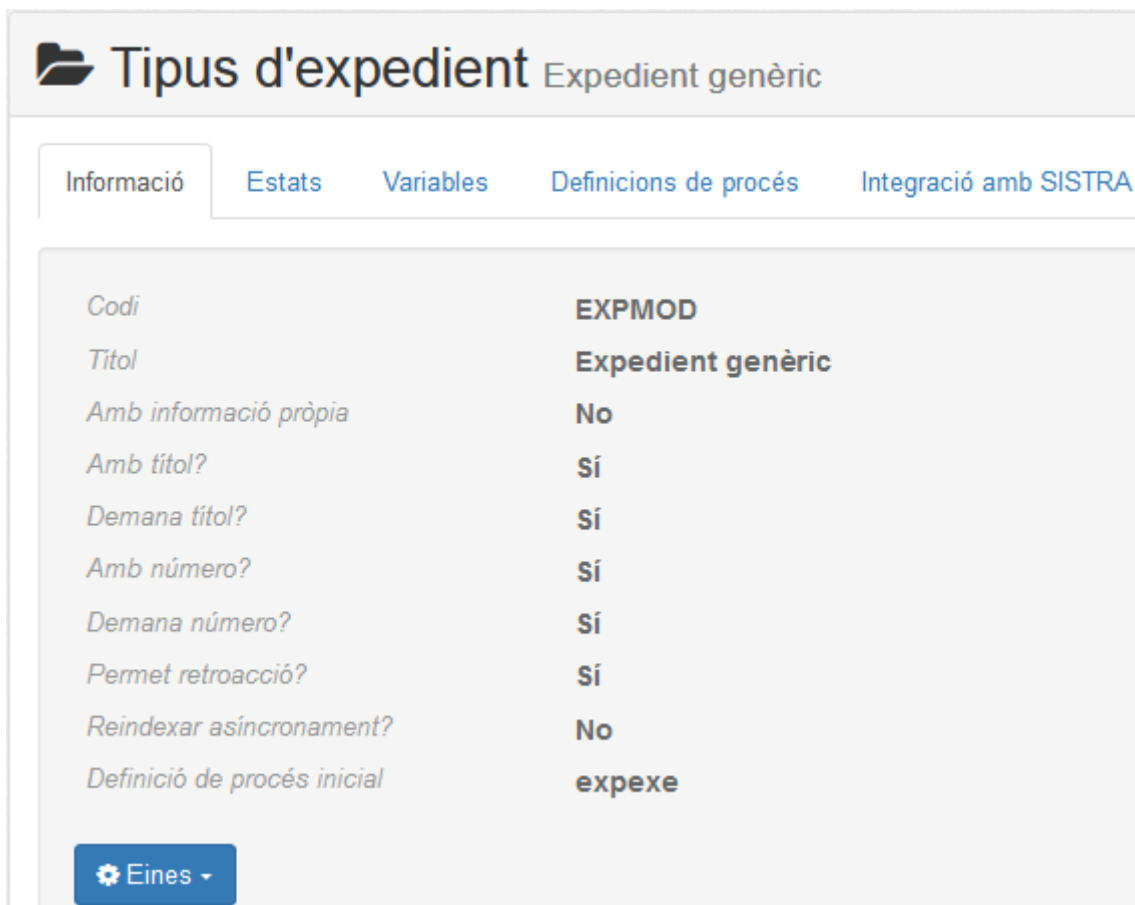 Tipus d'expedient Expedient genèric
Informació Estats Variables Definicions de procés Integració amb SISTRA
Codi EXPMOD
Títol Expedient genèric
Amb informació pròpia No
Amb títol? Sí
Demana títol? Sí
Amb número? Sí
Demana número? Sí
Permet retroacció? Sí
Reindexar asíncronament? No
Definició de procés inicial expexe
Eines